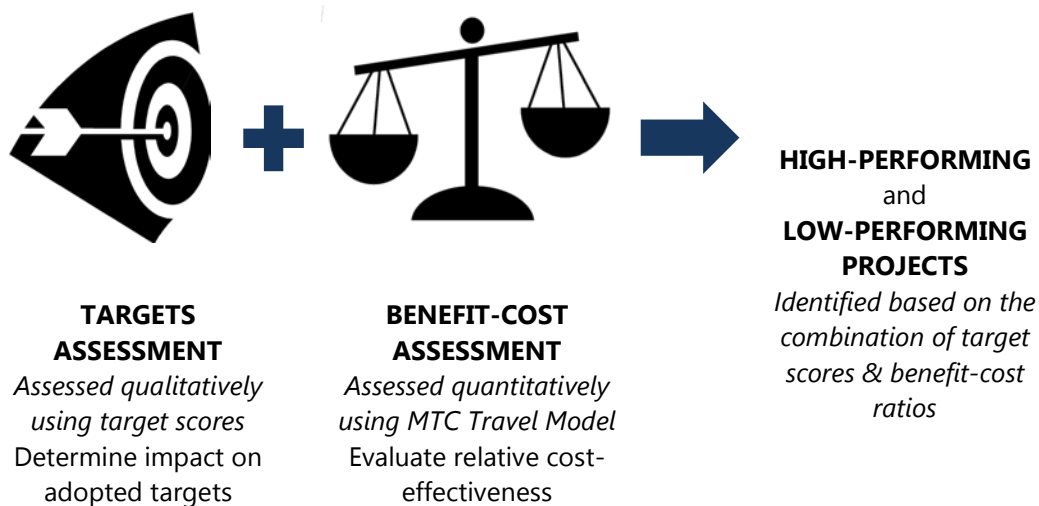 TARGETS
ASSESSMENT
Assessed qualitatively
using target scores
Determine impact on
adopted targets
BENEFIT-COST
ASSESSMENT
Assessed quantitatively
using MTC Travel Model
Evaluate relative cost-
effectiveness
HIGH-PERFORMING
and
LOW-PERFORMING
PROJECTS
Identified based on the
combination of target
scores & benefit-cost
ratios